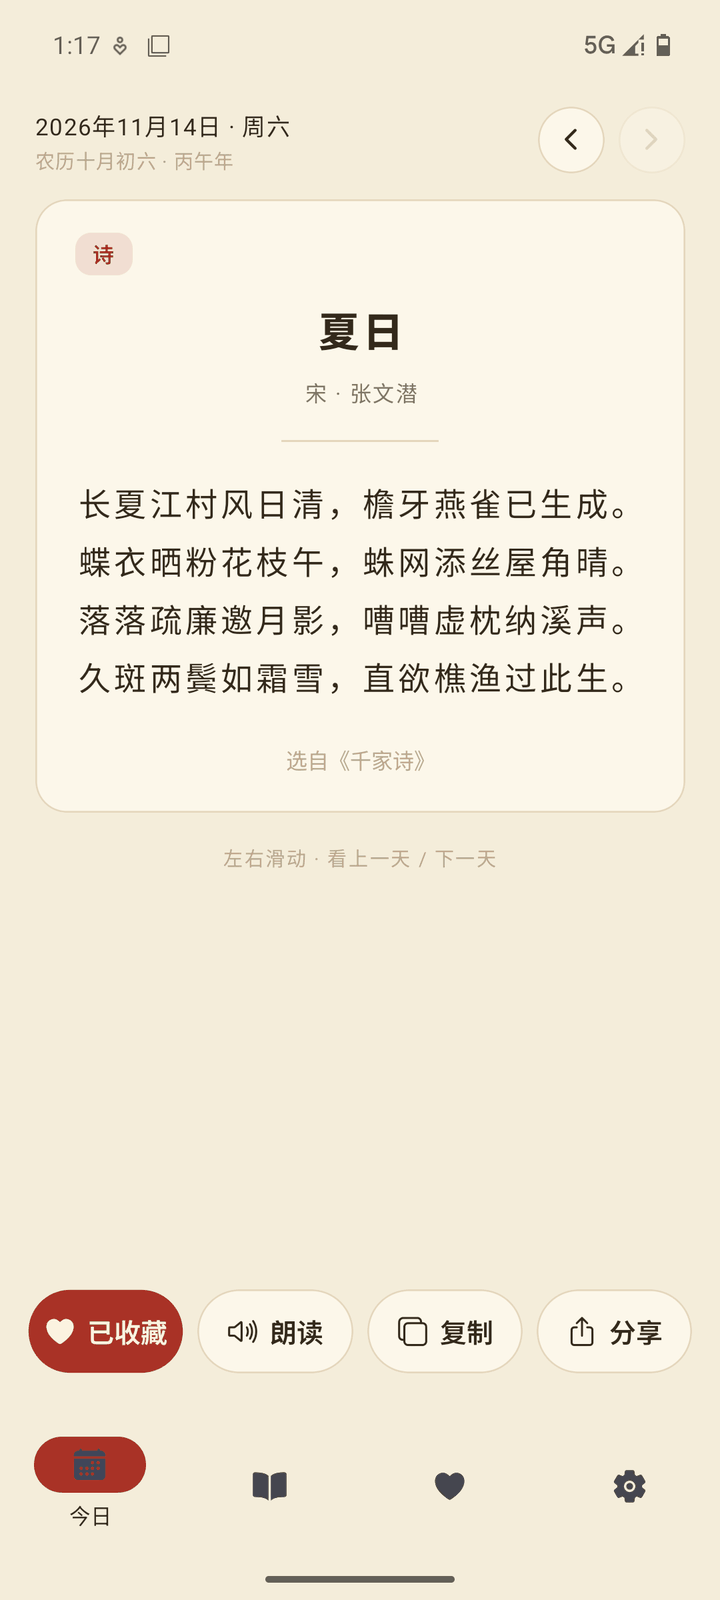 1:17
5G
2026年11月14日 · 周六
农历十月初六 · 丙午年
诗
夏日
宋 · 张文潜
长夏江村风日清，檐牙燕雀已生成。
蝶衣晒粉花枝午，蛛网添丝屋角晴。
落落疏廉邀月影，嘈嘈虚枕纳溪声。
久斑两鬓如霜雪，直欲樵渔过此生。
选自《千家诗》
左右滑动 · 看上一天 / 下一天
已收藏
朗读
复制
分享
今日